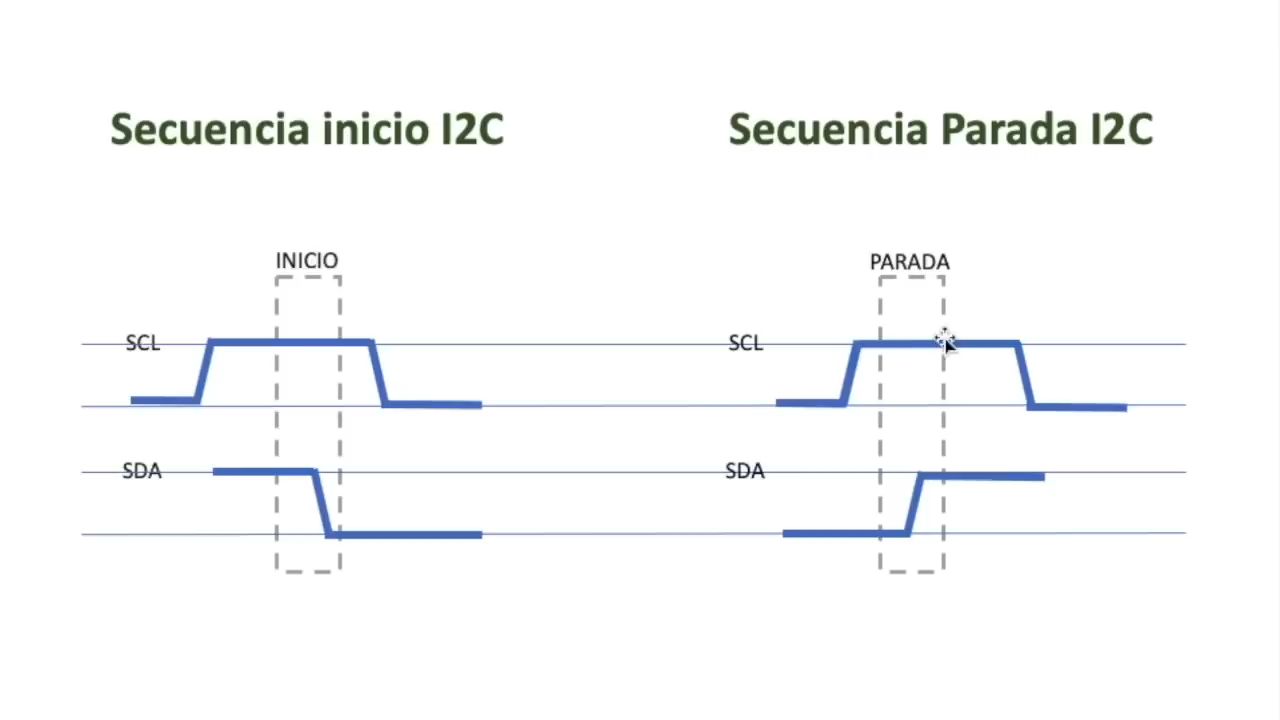 Secuencia inicio I2C
Secuencia Parada I2C
INICIO
PARADA
SCL
SCL
SDA
SDA